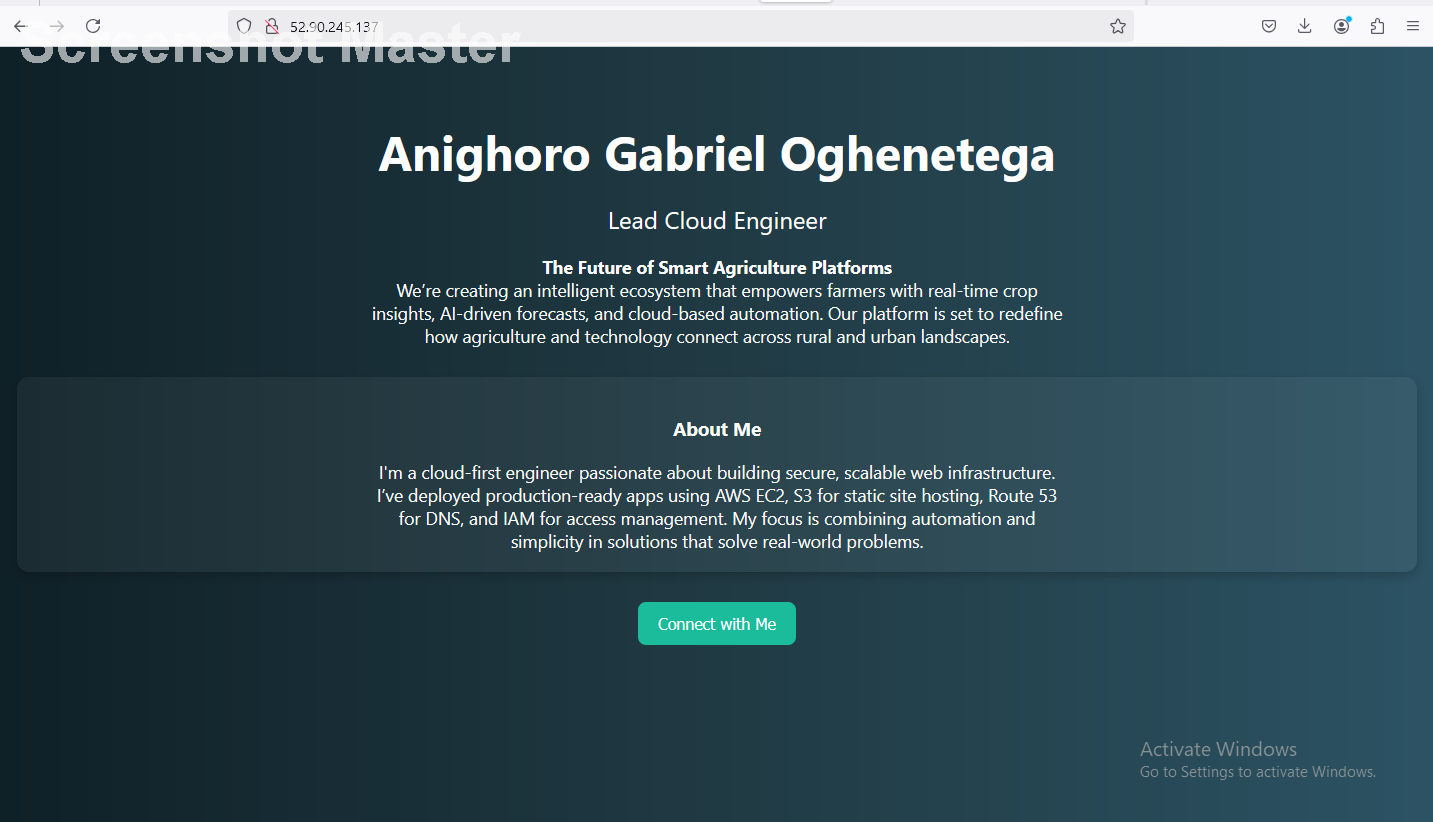 52.90.245.137
Screenshot Master
Anighoro Gabriel Oghenetega
Lead Cloud Engineer
The Future of Smart Agriculture Platforms
We’re creating an intelligent ecosystem that empowers farmers with real-time crop
insights, AI-driven forecasts, and cloud-based automation. Our platform is set to redefine
how agriculture and technology connect across rural and urban landscapes.
About Me
I'm a cloud-first engineer passionate about building secure, scalable web infrastructure.
I’ve deployed production-ready apps using AWS EC2, S3 for static site hosting, Route 53
for DNS, and IAM for access management. My focus is combining automation and
simplicity in solutions that solve real-world problems.
Connect with Me
Activate Windows
Go to Settings to activate Windows.